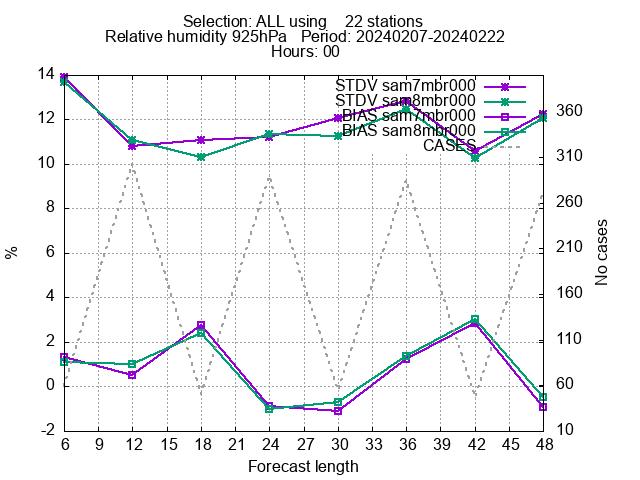 Selection: ALL using 22 stations
Relative humidity 925hPa Period: 20240207-20240222
Hours: 00
STDV sam7mbr000
STDV sam8mbr000
BIAS sam7mbr000
BIAS sam8mbr000
CASES
14
12
10
8
6
4
2
0
-2
%
360
310
260
210
160
110
60
10
No cases
6 9 12 15 18 21 24 27 30 33 36 39 42 45 48
Forecast length